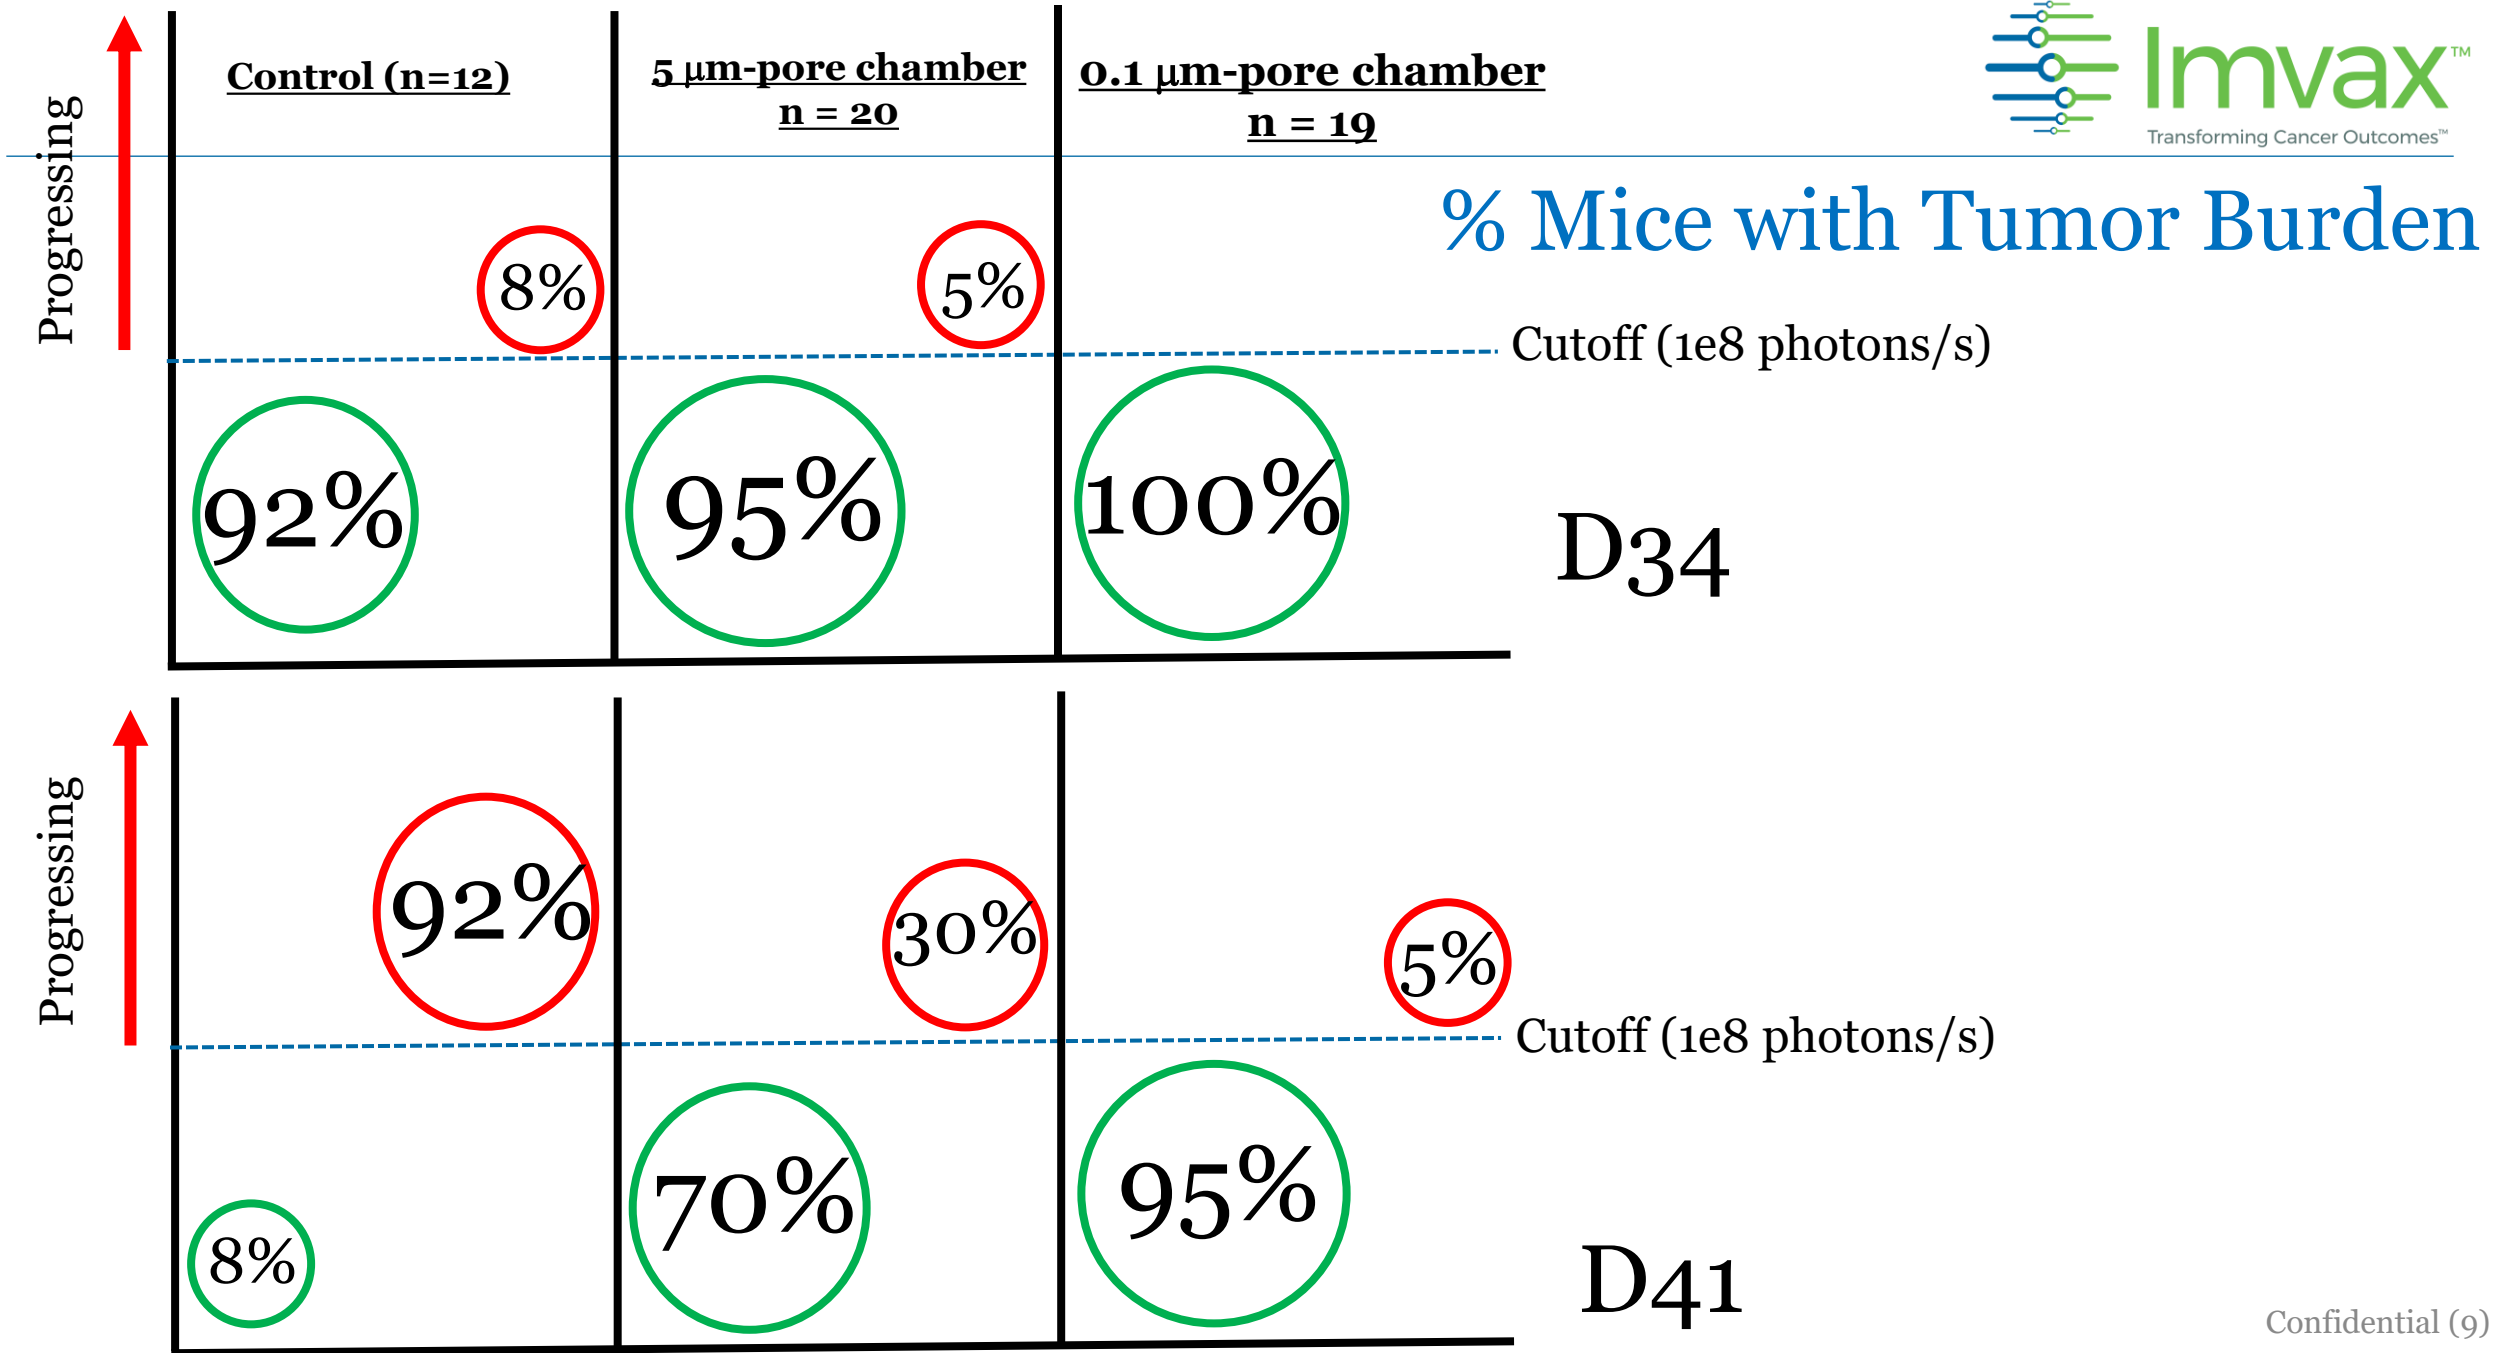 Control (n=12)
5 μm-pore chamber
n = 20
0.1 μm-pore chamber
n = 19
Imvax™
Transforming Cancer Outcomes™
% Mice with Tumor Burden
Progressing
8%
5%
Cutoff (1e8 photons/s)
92%
95%
100%
D34
Progressing
92%
30%
5%
Cutoff (1e8 photons/s)
8%
70%
95%
D41
Confidential (9)